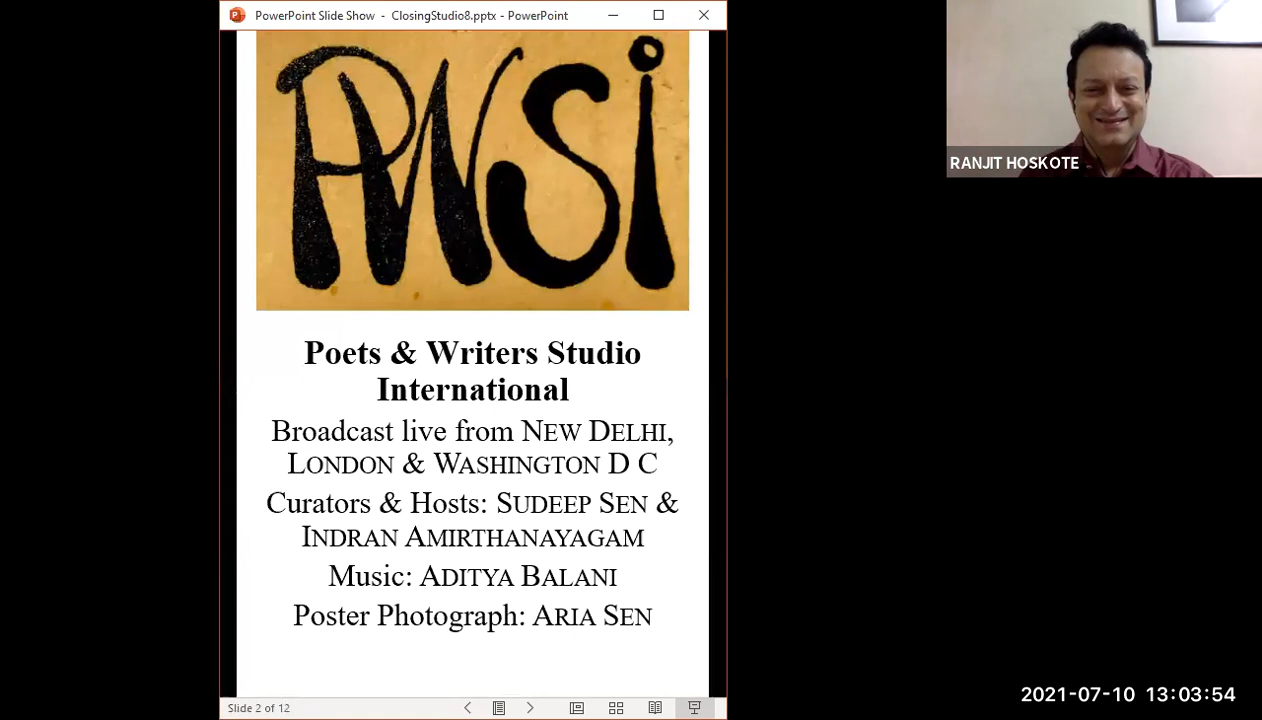 PowerPoint Slide Show - ClosingStudio8.pptx - PowerPoint
PWSi
Poets & Writers Studio
International
Broadcast live from NEW DELHI,
LONDON & WASHINGTON D C
Curators & Hosts: SUDEEP SEN &
INDRAN AMIRTHANAYAGAM
Music: ADITYA BALANI
Poster Photograph: ARIA SEN
Slide 2 of 12
RANJIT HOSKOTE
2021-07-10 13:03:54